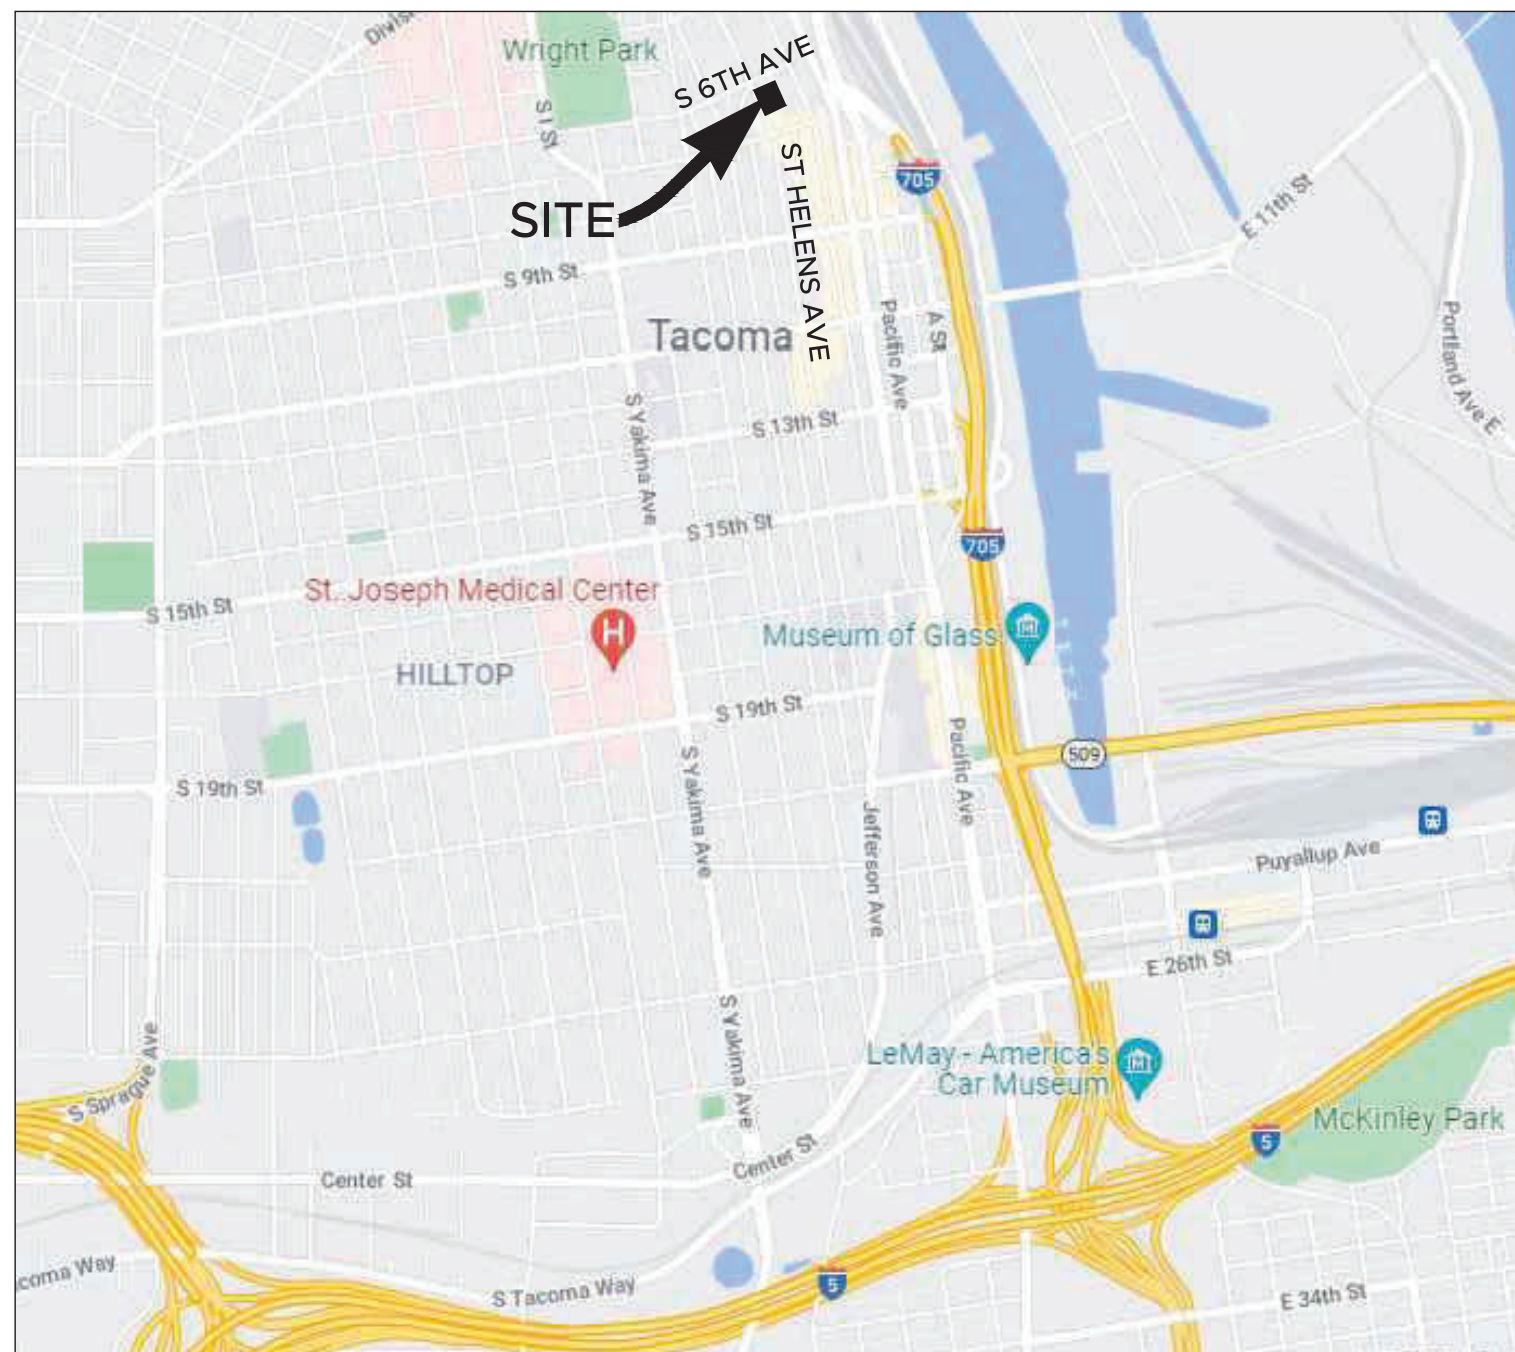 Divisi
Wright Park
S 6TH AVE
S I St
ST HELENS AVE
705
SITE
E 11th St
S 9th St
Tacoma
Pacific Ave
A St
Portland Ave E
S Yakima Ave
S 13th St
S 15th St
705
St. Joseph Medical Center
H
S 15th St
Museum of Glass
HILLTOP
S 19th St
Pacific Ave
509
S 19th St
S Yakima Ave
Jefferson Ave
Puyallup Ave
E 26th St
S Yakima Ave
S Sprague Ave
LeMay - America's
Car Museum
McKinley Park
5
Center St
Center St
coma Way
S Tacoma Way
5
E 34th St